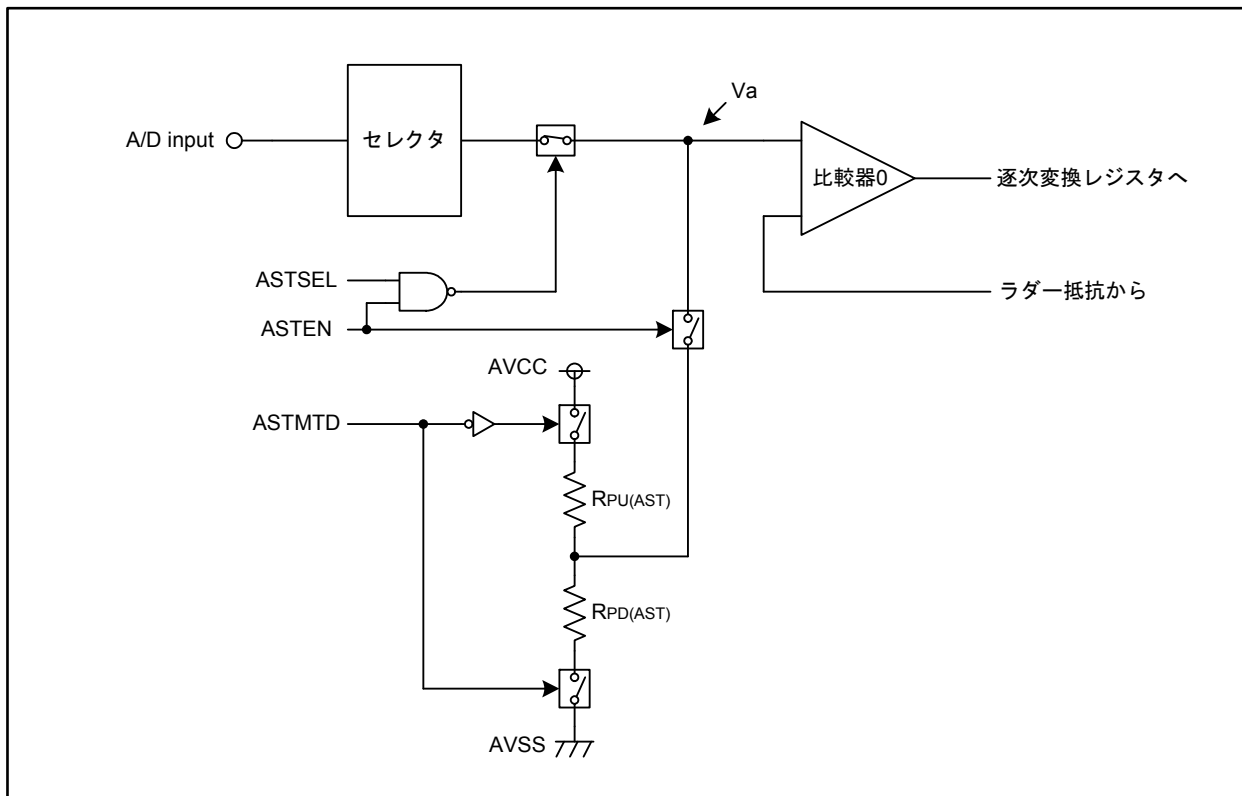 Va
A/D input
セレクタ
比較器0
逐次変換レジスタへ
ASTSEL
ラダー抵抗から
ASTEN
AVCC
ASTMTD
RPU(AST)
RPD(AST)
AVSS